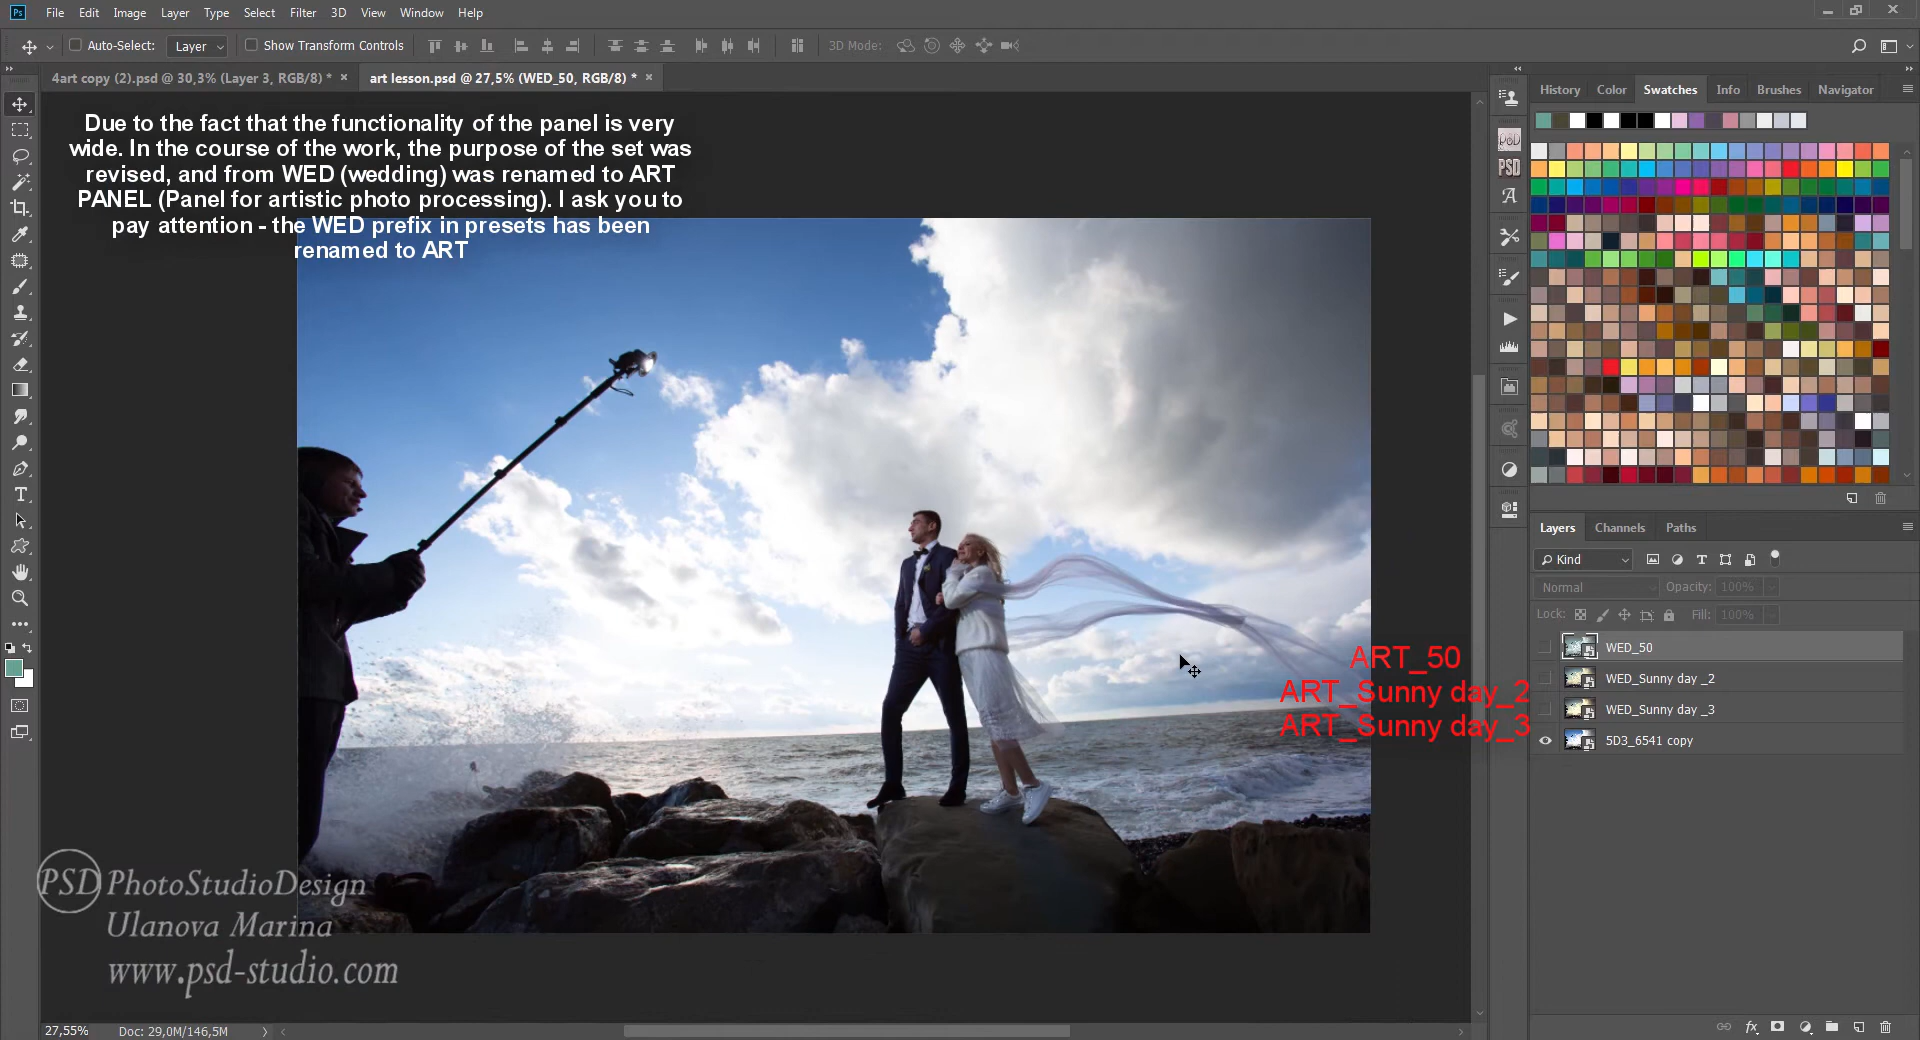 Ps File Edit Image Layer Type Select Filter 3D View Window Help
Auto-Select: Layer Show Transform Controls 3D Mode:
4art copy (2).psd @ 30,3% (Layer 3, RGB/8) * × art lesson.psd @ 27,5% (WED_50, RGB/8) * ×
History Color Swatches Info Brushes Navigator
Due to the fact that the functionality of the panel is very
wide. In the course of the work, the purpose of the set was
revised, and from WED (wedding) was renamed to ART
PANEL (Panel for artistic photo processing). I ask you to
pay attention - the WED prefix in presets has been
renamed to ART
PSD
PSD
Layers Channels Paths
Kind
Normal Opacity: 100%
Lock: Fill: 100%
WED_50
WED_Sunny day _2
WED_Sunny day _3
5D3_6541 copy
ART_50
ART_Sunny day_2
ART_Sunny day_3
PSD PhotoStudioDesign
Ulanova Marina
www.psd-studio.com
27,55% Doc: 29,0M/146,5M
fx